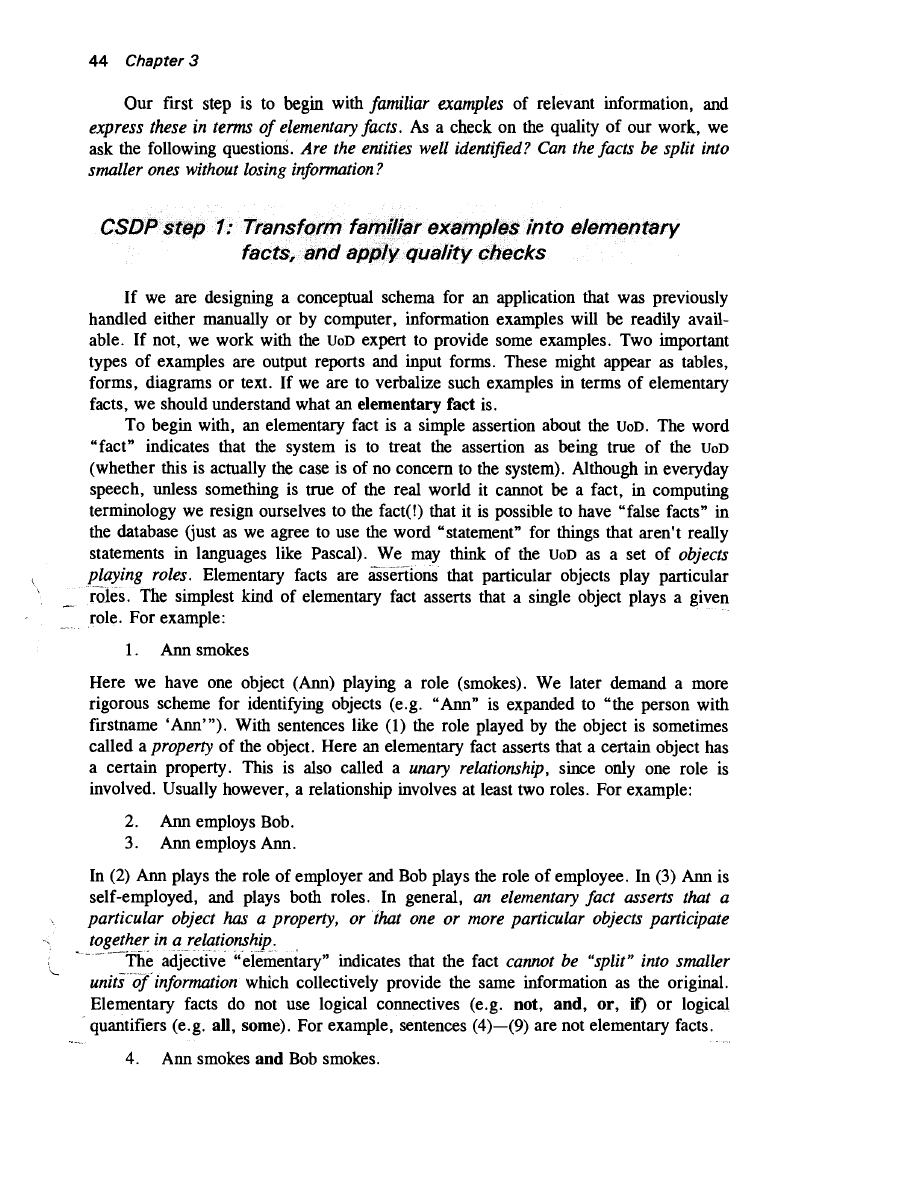 44 Chapter 3
Our first step is to begin with familiar examples of relevant information, and
express these in terms of elementary facts. As a check on the quality of our work, we
ask the following questions. Are the entities well identified? Can the facts be split into
smaller ones without losing information?
CSDP step 1: Transform familiar examples into elementary
facts, and apply quality checks
If we are designing a conceptual schema for an application that was previously
handled either manually or by computer, information examples will be readily avail-
able. If not, we work with the UoD expert to provide some examples. Two important
types of examples are output reports and input forms. These might appear as tables,
forms, diagrams or text. If we are to verbalize such examples in terms of elementary
facts, we should understand what an elementary fact is.
To begin with, an elementary fact is a simple assertion about the UoD. The word
“fact” indicates that the system is to treat the assertion as being true of the UoD
(whether this is actually the case is of no concern to the system). Although in everyday
speech, unless something is true of the real world it cannot be a fact, in computing
terminology we resign ourselves to the fact(!) that it is possible to have “false facts” in
the database (just as we agree to use the word “statement” for things that aren't really
statements in languages like Pascal). We may think of the UoD as a set of objects
playing roles. Elementary facts are assertions that particular objects play particular
roles. The simplest kind of elementary fact asserts that a single object plays a given
role. For example:
1. Ann smokes
Here we have one object (Ann) playing a role (smokes). We later demand a more
rigorous scheme for identifying objects (e.g. “Ann” is expanded to “the person with
firstname ‘Ann’”). With sentences like (1) the role played by the object is sometimes
called a property of the object. Here an elementary fact asserts that a certain object has
a certain property. This is also called a unary relationship, since only one role is
involved. Usually however, a relationship involves at least two roles. For example:
2. Ann employs Bob.
3. Ann employs Ann.
In (2) Ann plays the role of employer and Bob plays the role of employee. In (3) Ann is
self-employed, and plays both roles. In general, an elementary fact asserts that a
particular object has a property, or that one or more particular objects participate
together in a relationship.
The adjective “elementary” indicates that the fact cannot be “split” into smaller
units of information which collectively provide the same information as the original.
Elementary facts do not use logical connectives (e.g. not, and, or, if) or logical
quantifiers (e.g. all, some). For example, sentences (4)—(9) are not elementary facts.
4. Ann smokes and Bob smokes.